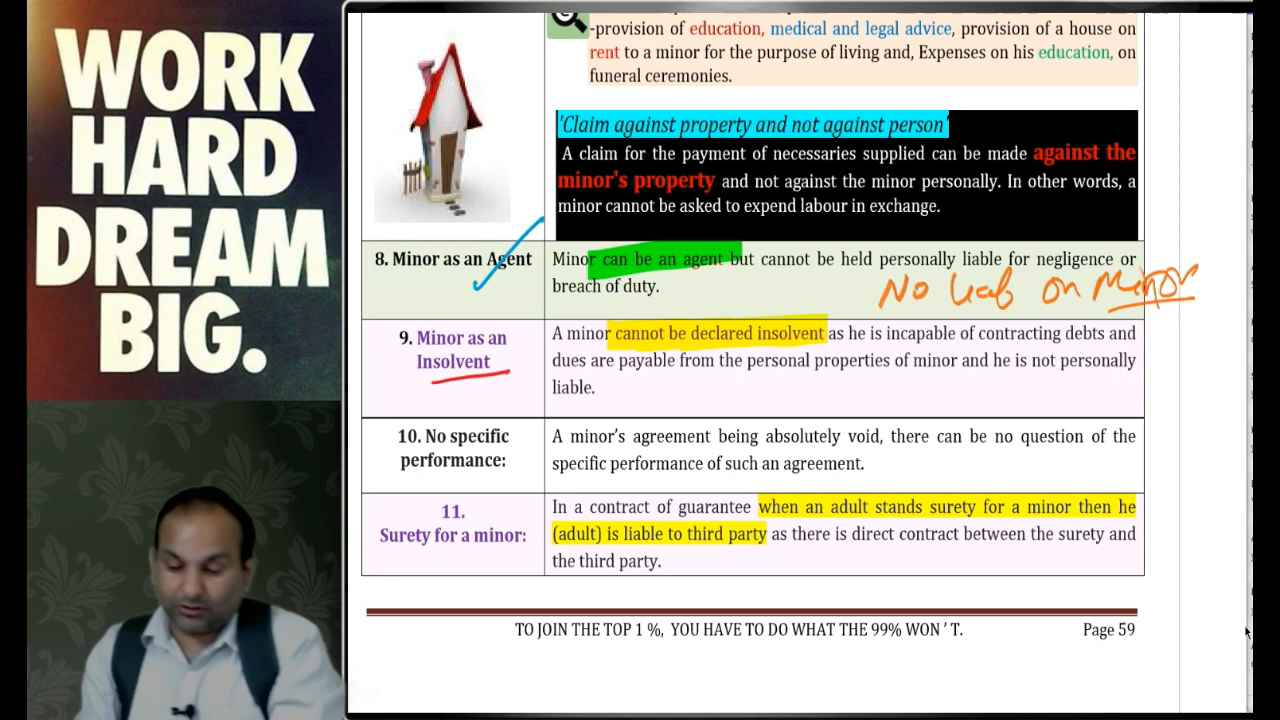 WORK
HARD
DREAM
BIG.
-provision of education, medical and legal advice, provision of a house on
rent to a minor for the purpose of living and, Expenses on his education, on
funeral ceremonies.
'Claim against property and not against person'
A claim for the payment of necessaries supplied can be made against the
minor's property and not against the minor personally. In other words, a
minor cannot be asked to expend labour in exchange.
8. Minor as an Agent
Minor can be an agent but cannot be held personally liable for negligence or
breach of duty.
No Liab on Minor
9. Minor as an
Insolvent
A minor cannot be declared insolvent as he is incapable of contracting debts and
dues are payable from the personal properties of minor and he is not personally
liable.
10. No specific
performance:
A minor’s agreement being absolutely void, there can be no question of the
specific performance of such an agreement.
11.
Surety for a minor:
In a contract of guarantee when an adult stands surety for a minor then he
(adult) is liable to third party as there is direct contract between the surety and
the third party.
TO JOIN THE TOP 1 %, YOU HAVE TO DO WHAT THE 99% WON ’ T.
Page 59